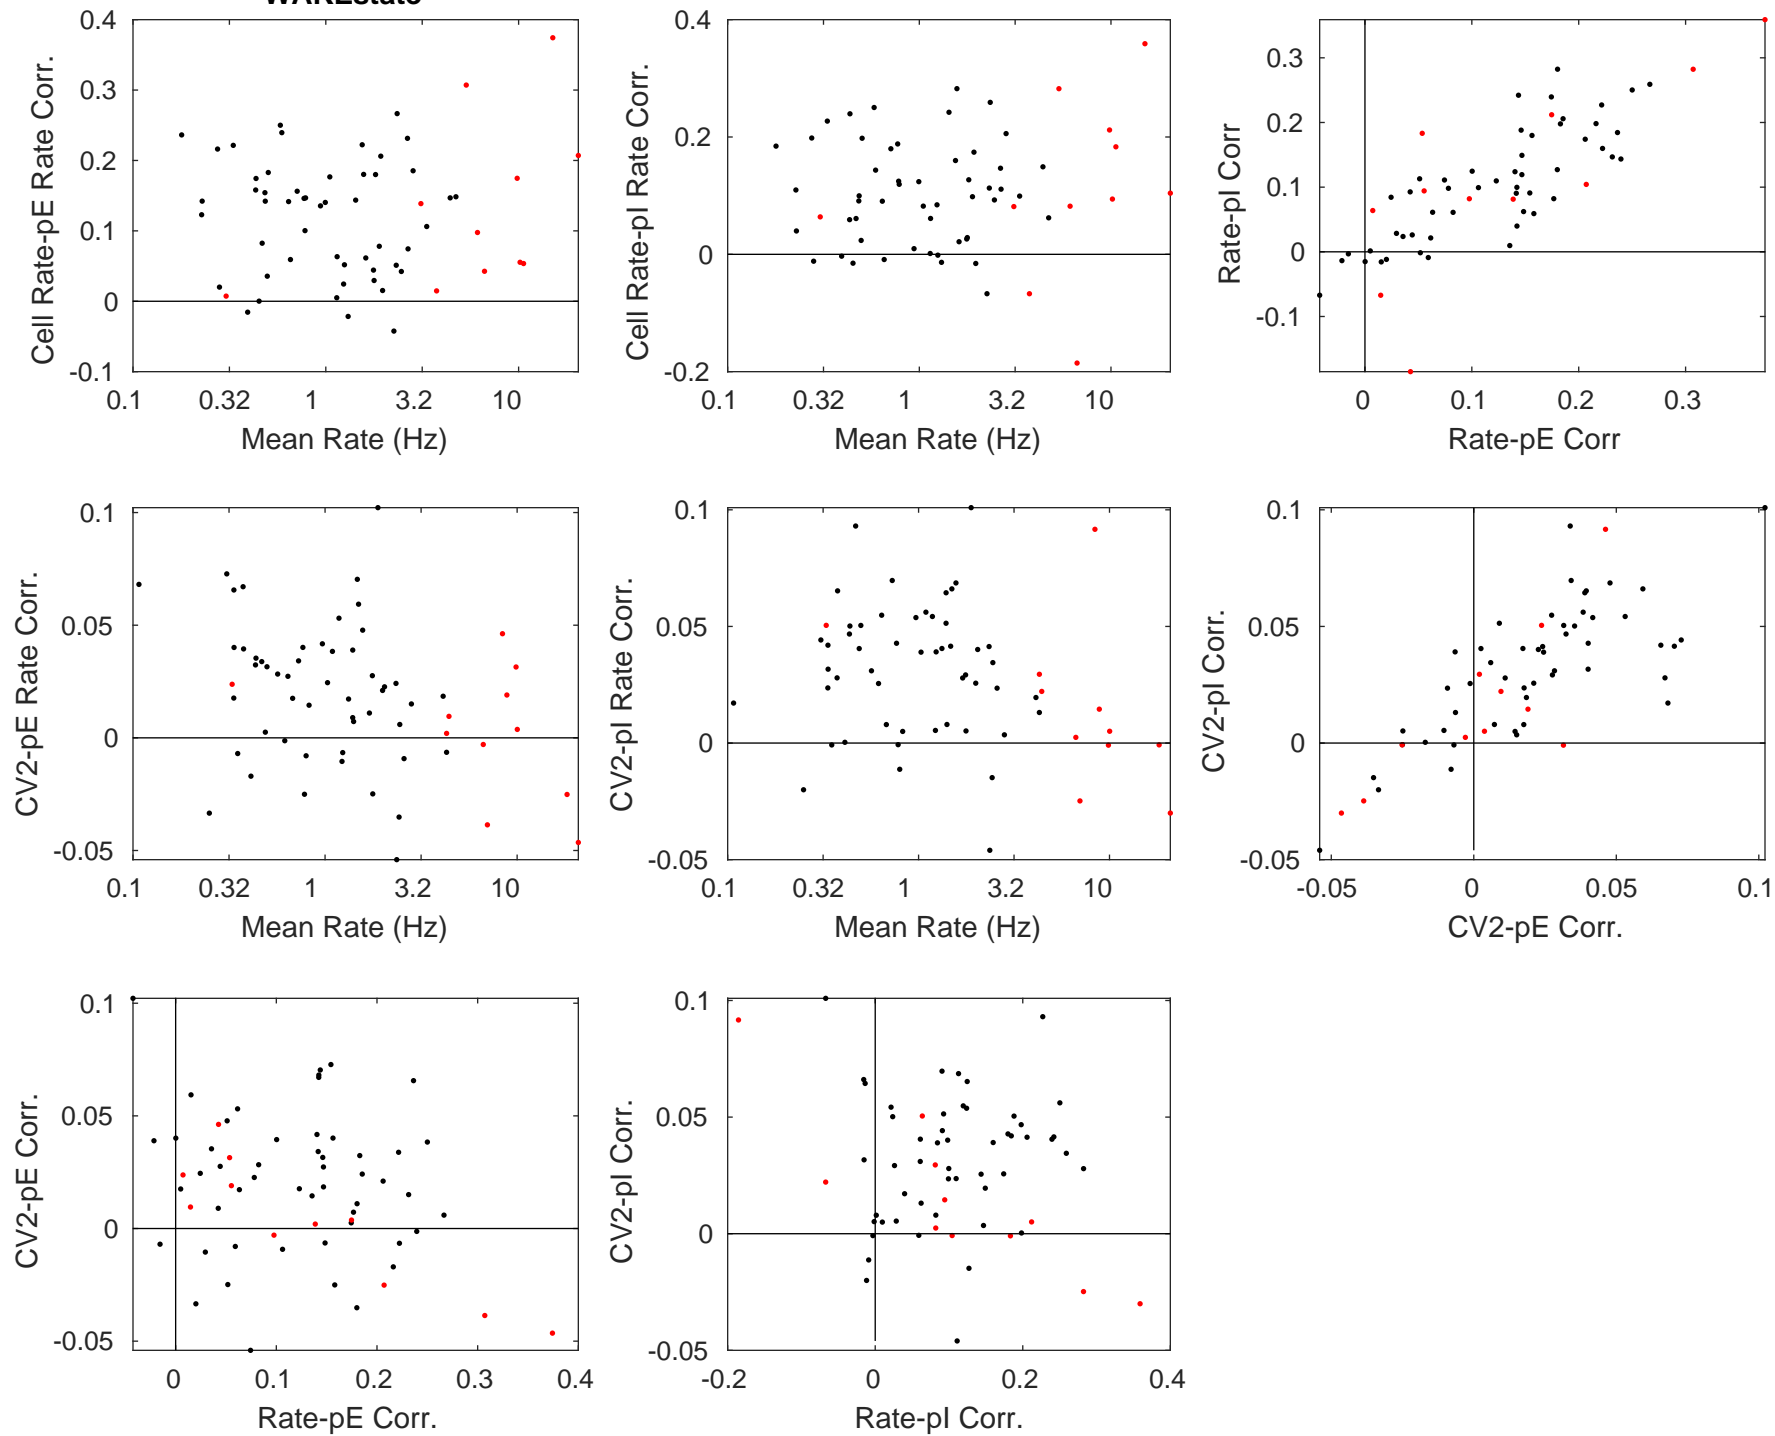 WAKEstate
0.4
0.3
0.2
0.1
0
-0.1
Cell Rate-pE Rate Corr.
0.1 0.32 1 3.2 10
Mean Rate (Hz)
0.4
0.2
0
-0.2
Cell Rate-pI Rate Corr.
0.1 0.32 1 3.2 10
Mean Rate (Hz)
0.3
0.2
0.1
0
-0.1
Rate-pI Corr
0 0.1 0.2 0.3
Rate-pE Corr
0.1
0.05
0
-0.05
CV2-pE Rate Corr.
0.1 0.32 1 3.2 10
Mean Rate (Hz)
0.1
0.05
0
-0.05
CV2-pI Rate Corr.
0.1 0.32 1 3.2 10
Mean Rate (Hz)
0.1
0.05
0
-0.05
CV2-pI Corr.
-0.05 0 0.05 0.1
CV2-pE Corr.
0.1
0.05
0
-0.05
CV2-pE Corr.
0 0.1 0.2 0.3 0.4
Rate-pE Corr.
0.1
0.05
0
-0.05
CV2-pI Corr.
-0.2 0 0.2 0.4
Rate-pI Corr.